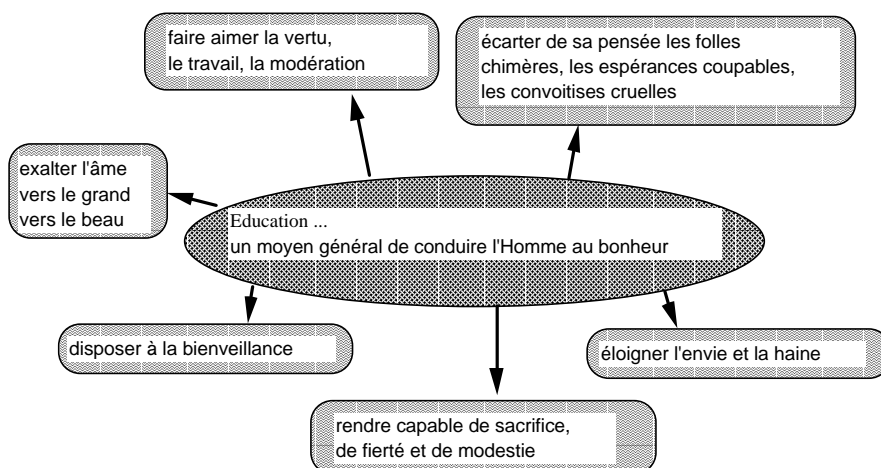 faire aimer la vertu,
le travail, la modération
écarter de sa pensée les folles
chimères, les espérances coupables,
les convoitises cruelles
exalter l'âme
vers le grand
vers le beau
Education ...
un moyen général de conduire l'Homme au bonheur
disposer à la bienveillance
éloigner l'envie et la haine
rendre capable de sacrifice,
de fierté et de modestie